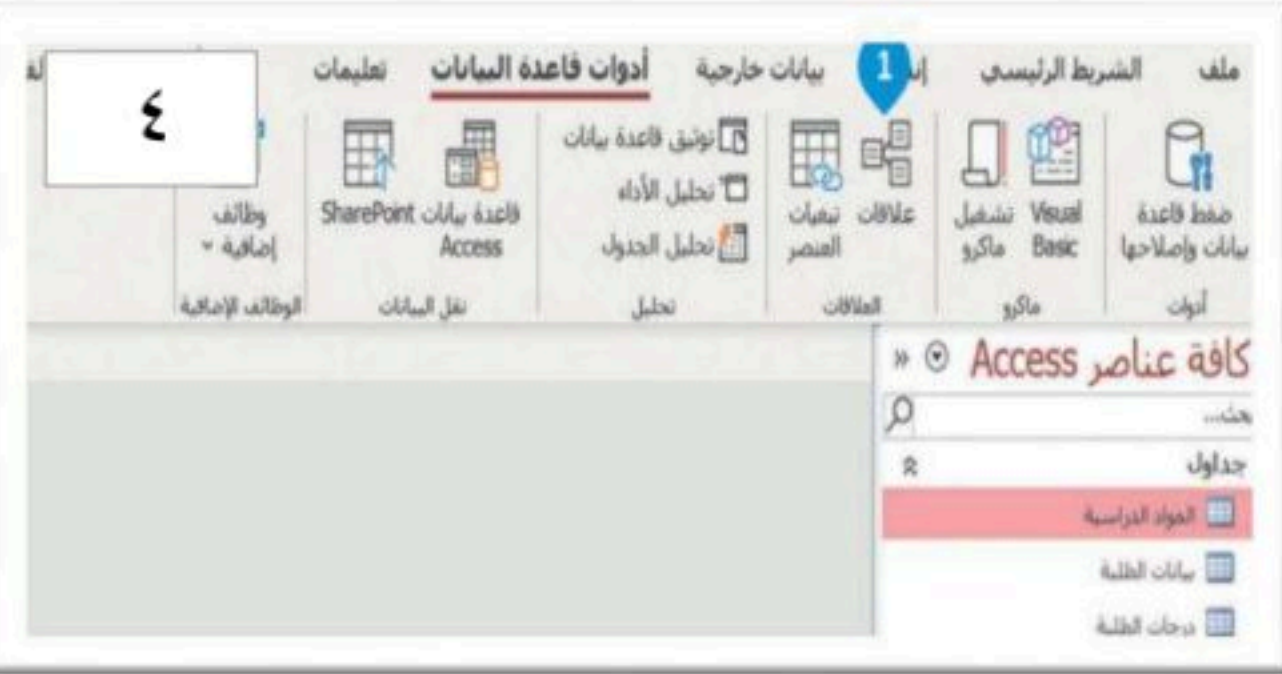 ملف الشريط الرئيسي 1 بيانات خارجية أدوات قاعدة البيانات تعليمات
٤
ضغط قاعدة بيانات وإصلاحها
Visual Basic
تشغيل ماكرو
علاقات
تبعيات العنصر
توثيق قاعدة بيانات
تحليل الأداء
تحليل الجدول
قاعدة بيانات Access
SharePoint
وظائف إضافية
أدوات ماكرو العلاقات تحليل نقل البيانات الوظائف الإضافية
كافة عناصر Access
بحث...
جداول
المواد الدراسية
بيانات الطلبة
درجات الطلبة